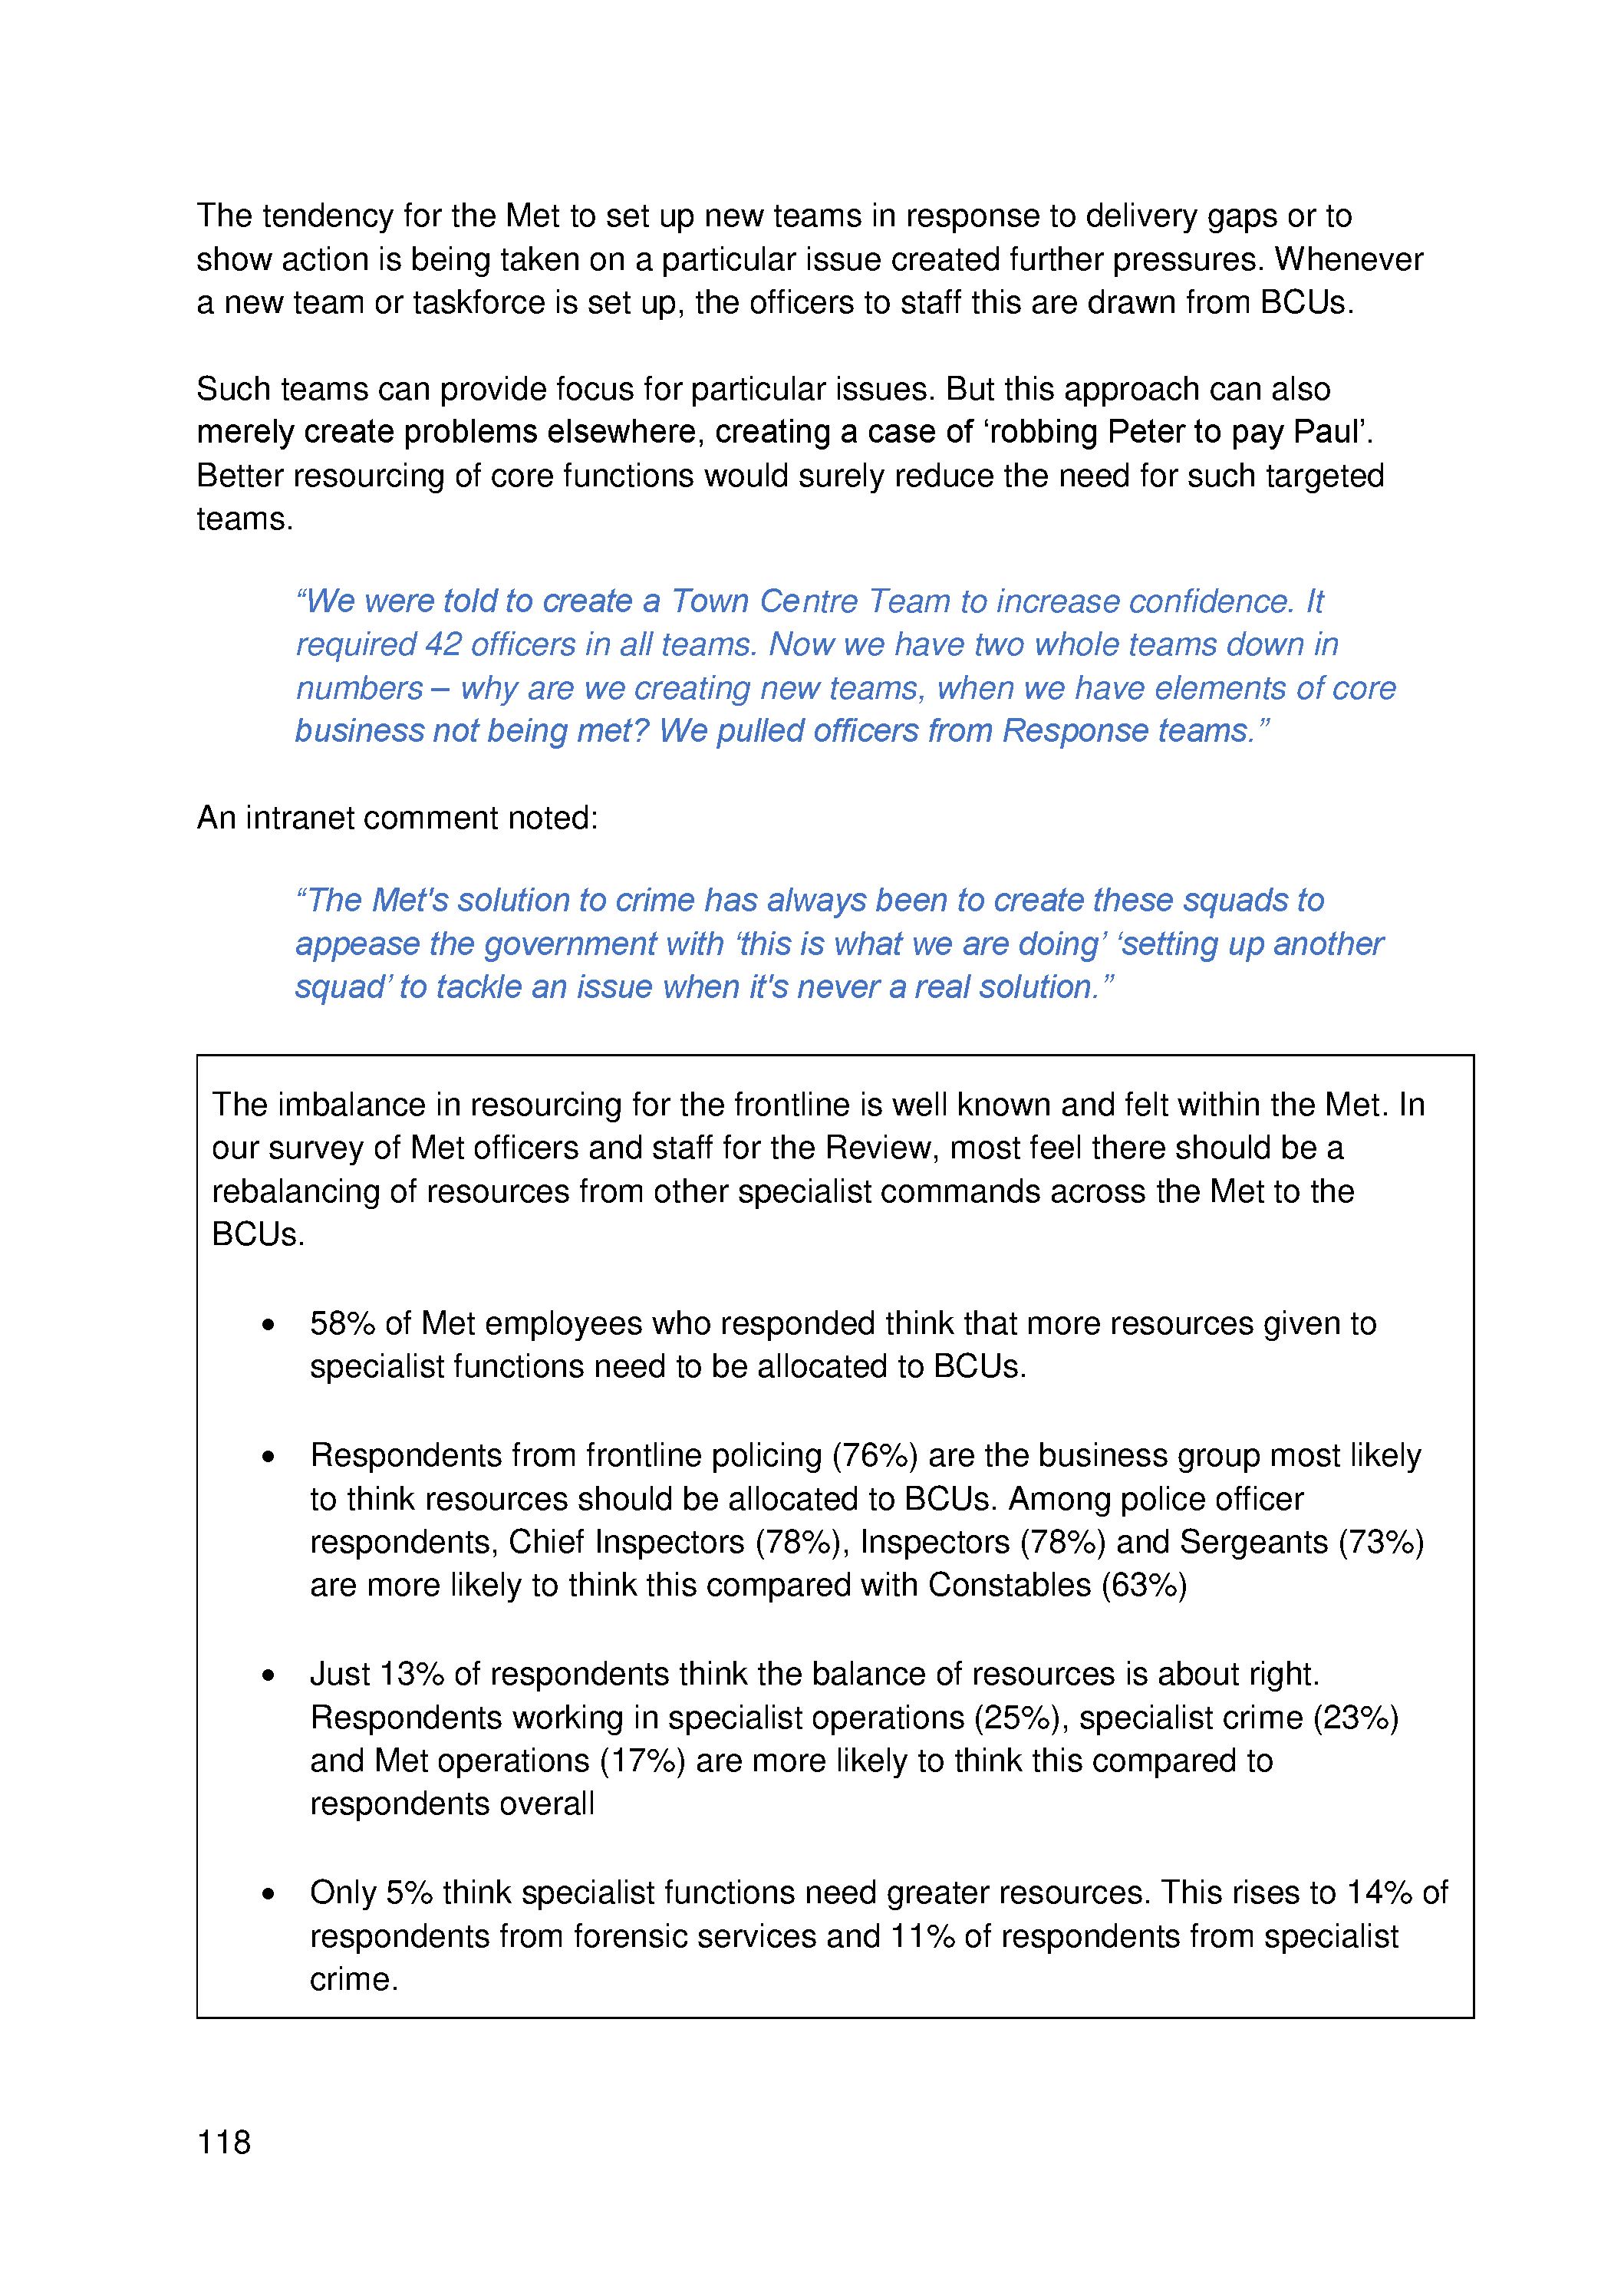 The tendency for the Met to set up new teams in response to delivery gaps or to
show action is being taken on a particular issue created further pressures. Whenever
a new team or taskforce is set up, the officers to staff this are drawn from BCUs.
Such teams can provide focus for particular issues. But this approach can also
merely create problems elsewhere, creating a case of ‘robbing Peter to pay Paul’.
Better resourcing of core functions would surely reduce the need for such targeted
teams.
“We were told to create a Town Centre Team to increase confidence. It
required 42 officers in all teams. Now we have two whole teams down in
numbers – why are we creating new teams, when we have elements of core
business not being met? We pulled officers from Response teams.”
An intranet comment noted:
“The Met's solution to crime has always been to create these squads to
appease the government with ‘this is what we are doing’ ‘setting up another
squad’ to tackle an issue when it's never a real solution.”
The imbalance in resourcing for the frontline is well known and felt within the Met. In
our survey of Met officers and staff for the Review, most feel there should be a
rebalancing of resources from other specialist commands across the Met to the
BCUs.
• 58% of Met employees who responded think that more resources given to
specialist functions need to be allocated to BCUs.
• Respondents from frontline policing (76%) are the business group most likely
to think resources should be allocated to BCUs. Among police officer
respondents, Chief Inspectors (78%), Inspectors (78%) and Sergeants (73%)
are more likely to think this compared with Constables (63%)
• Just 13% of respondents think the balance of resources is about right.
Respondents working in specialist operations (25%), specialist crime (23%)
and Met operations (17%) are more likely to think this compared to
respondents overall
• Only 5% think specialist functions need greater resources. This rises to 14% of
respondents from forensic services and 11% of respondents from specialist
crime.
118